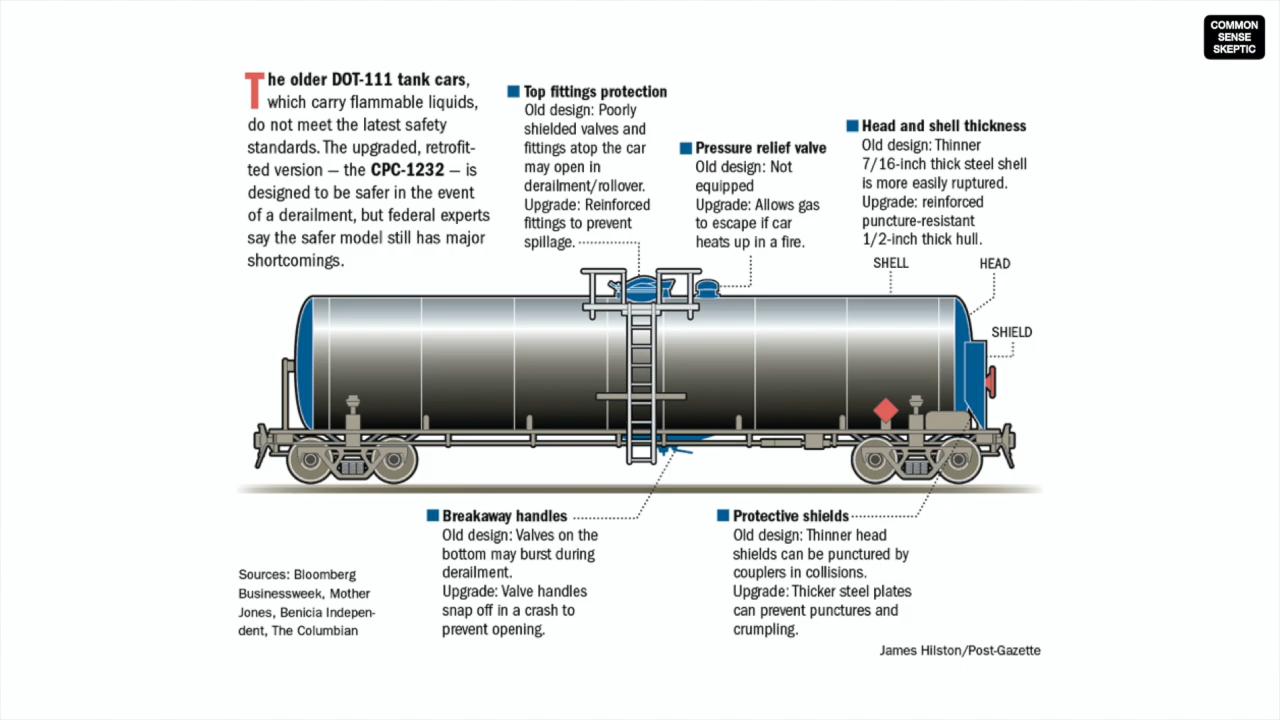 COMMON
SENSE
SKEPTIC
The older DOT-111 tank cars,
which carry flammable liquids,
do not meet the latest safety
standards. The upgraded, retrofit-
ted version — the CPC-1232 — is
designed to be safer in the event
of a derailment, but federal experts
say the safer model still has major
shortcomings.
Top fittings protection
Old design: Poorly
shielded valves and
fittings atop the car
may open in
derailment/rollover.
Upgrade: Reinforced
fittings to prevent
spillage.
Pressure relief valve
Old design: Not
equipped
Upgrade: Allows gas
to escape if car
heats up in a fire.
Head and shell thickness
Old design: Thinner
7/16-inch thick steel shell
is more easily ruptured.
Upgrade: reinforced
puncture-resistant
1/2-inch thick hull.
SHELL
HEAD
SHIELD
Breakaway handles
Old design: Valves on the
bottom may burst during
derailment.
Upgrade: Valve handles
snap off in a crash to
prevent opening.
Protective shields
Old design: Thinner head
shields can be punctured by
couplers in collisions.
Upgrade: Thicker steel plates
can prevent punctures and
crumpling.
Sources: Bloomberg
Businessweek, Mother
Jones, Benicia Indepen-
dent, The Columbian
James Hilston/Post-Gazette